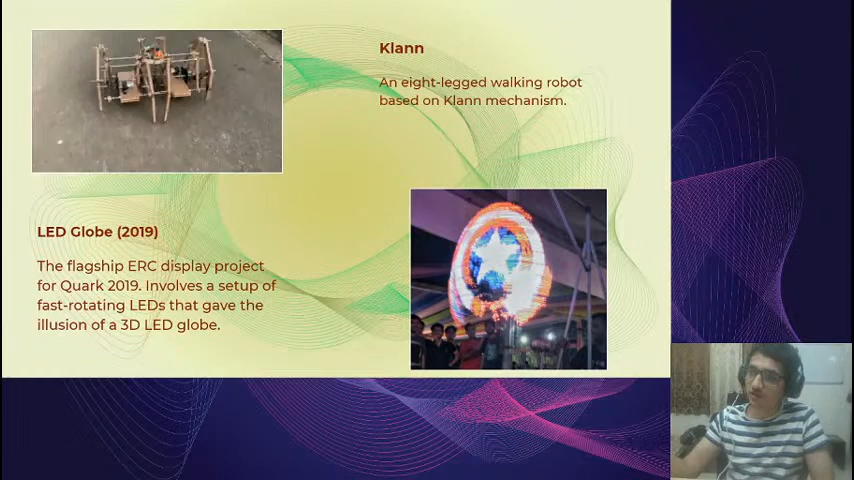 Klann
An eight-legged walking robot
based on Klann mechanism.
LED Globe (2019)
The flagship ERC display project
for Quark 2019. Involves a setup of
fast-rotating LEDs that gave the
illusion of a 3D LED globe.